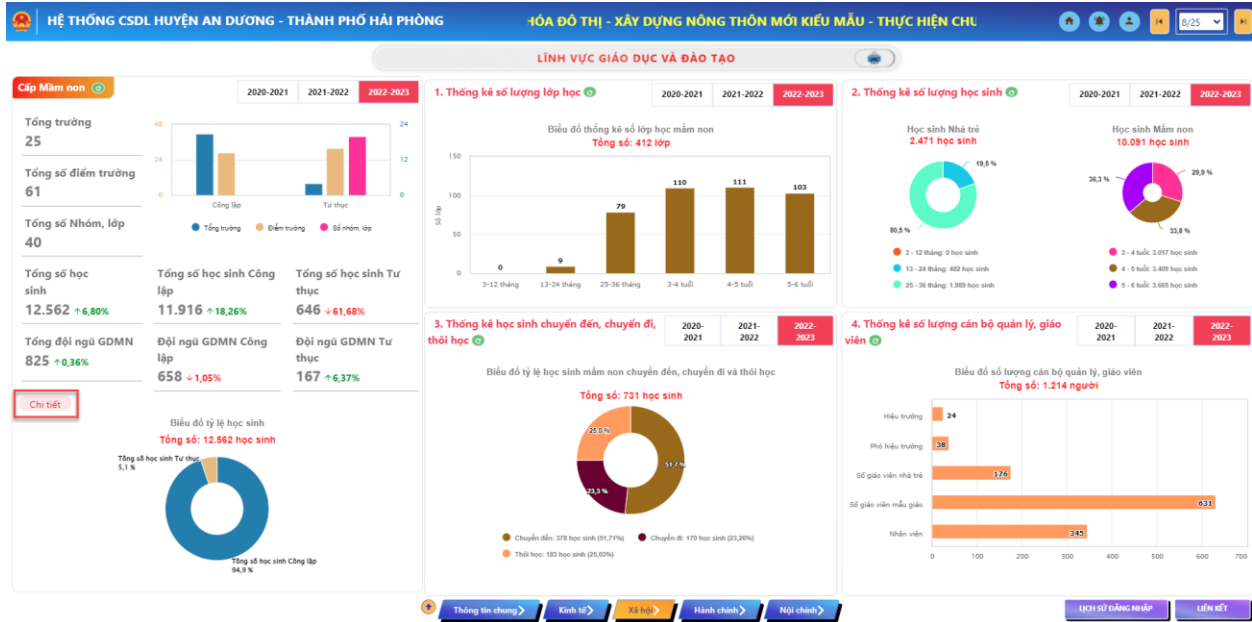 HỆ THỐNG CSDL HUYỆN AN DƯƠNG - THÀNH PHỐ HẢI PHÒNG
HÓA ĐÔ THỊ - XÂY DỰNG NÔNG THÔN MỚI KIỂU MẪU - THỰC HIỆN CHU
8/25
LĨNH VỰC GIÁO DỤC VÀ ĐÀO TẠO
Cấp Mầm non
2020-2021 2021-2022 2022-2023
Tổng trường
25
Tổng số điểm trường
61
Tổng số Nhóm, lớp
40
48
24
0
24
12
0
Công lập
Tư thục
Tổng trường
Điểm trường
Số nhóm, lớp
Tổng số học
sinh
12.562 ↑6,80%
Tổng số học sinh Công
lập
11.916 ↑18,26%
Tổng số học sinh Tư
thục
646 ↓61,68%
Tổng đội ngũ GDMN
825 ↑0,36%
Đội ngũ GDMN Công
lập
658 ↓1,05%
Đội ngũ GDMN Tư
thục
167 ↑6,37%
Chi tiết
Biểu đồ tỷ lệ học sinh
Tổng số: 12.562 học sinh
Tổng số học sinh Tư thục
5,1 %
Tổng số học sinh Công lập
94,9 %
1. Thống kê số lượng lớp học
2020-2021 2021-2022 2022-2023
Biểu đồ thống kê số lớp học mầm non
Tổng số: 412 lớp
Số lớp
150
100
50
0
0
9
79
110
111
103
3-12 tháng
13-24 tháng
25-36 tháng
3-4 tuổi
4-5 tuổi
5-6 tuổi
2. Thống kê số lượng học sinh
2020-2021 2021-2022 2022-2023
Học sinh Nhà trẻ
2.471 học sinh
19,5 %
80,5 %
3 - 12 tháng: 0 học sinh
13 - 24 tháng: 482 học sinh
25 - 36 tháng: 1.989 học sinh
Học sinh Mầm non
10.091 học sinh
36,3 %
29,9 %
33,8 %
3 - 4 tuổi: 3.017 học sinh
4 - 5 tuổi: 3.409 học sinh
5 - 6 tuổi: 3.665 học sinh
3. Thống kê học sinh chuyển đến, chuyển đi,
thôi học
2020-
2021
2021-
2022
2022-
2023
Biểu đồ tỷ lệ học sinh mầm non chuyển đến, chuyển đi và thôi học
Tổng số: 731 học sinh
25,0 %
51,7 %
23,3 %
Chuyển đến: 378 học sinh (51,71%)
Chuyển đi: 170 học sinh (23,26%)
Thôi học: 183 học sinh (25,03%)
4. Thống kê số lượng cán bộ quản lý, giáo
viên
2020-
2021
2021-
2022
2022-
2023
Biểu đồ số lượng cán bộ quản lý, giáo viên
Tổng số: 1.214 người
Hiệu trưởng
24
Phó hiệu trưởng
38
Số giáo viên nhà trẻ
176
Số giáo viên mẫu giáo
631
Nhân viên
345
0 100 200 300 400 500 600 700
Thông tin chung
Kinh tế
Xã hội
Hành chính
Nội chính
LỊCH SỬ ĐĂNG NHẬP
LIÊN KẾT